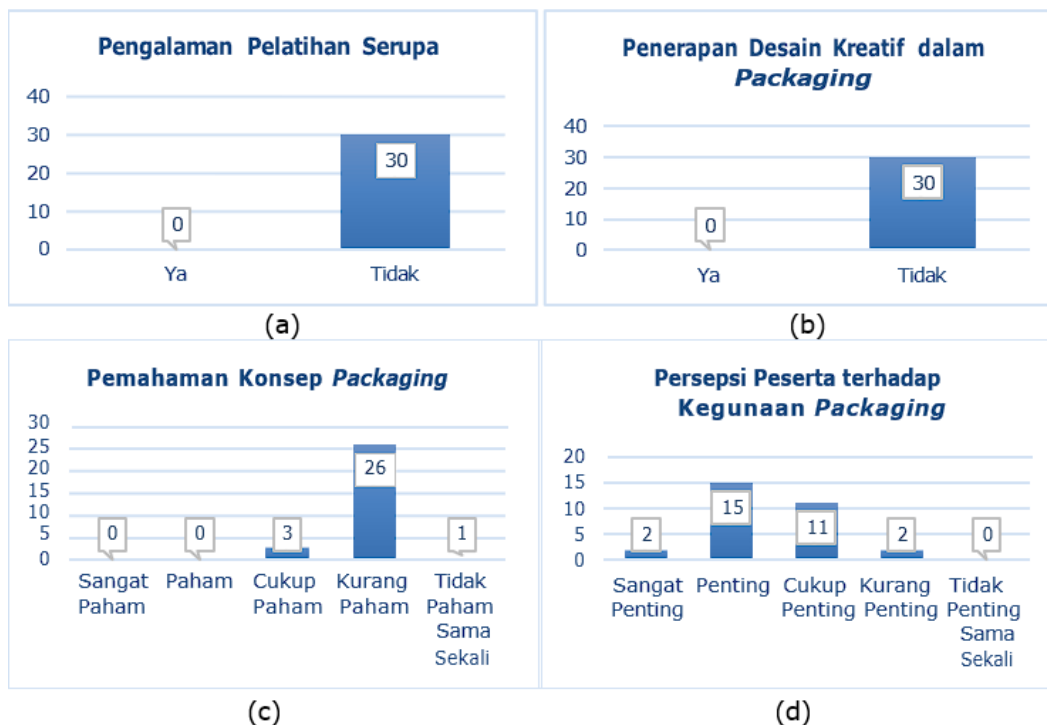 Pengalaman Pelatihan Serupa
40
30
20
10
0
0
30
Ya Tidak
(a)
Penerapan Desain Kreatif dalam
Packaging
40
30
20
10
0
0
30
Ya Tidak
(b)
Pemahaman Konsep Packaging
30
25
20
15
10
5
0
0 0 3 26 1
Sangat Paham Cukup Kurang Tidak
Paham Paham Paham Paham
Sama
Sekali
(c)
Persepsi Peserta terhadap
Kegunaan Packaging
20
15
10
5
0
2 15 11 2 0
Sangat Penting Cukup Kurang Tidak
Penting Penting Penting Penting
Sama
Sekali
(d)